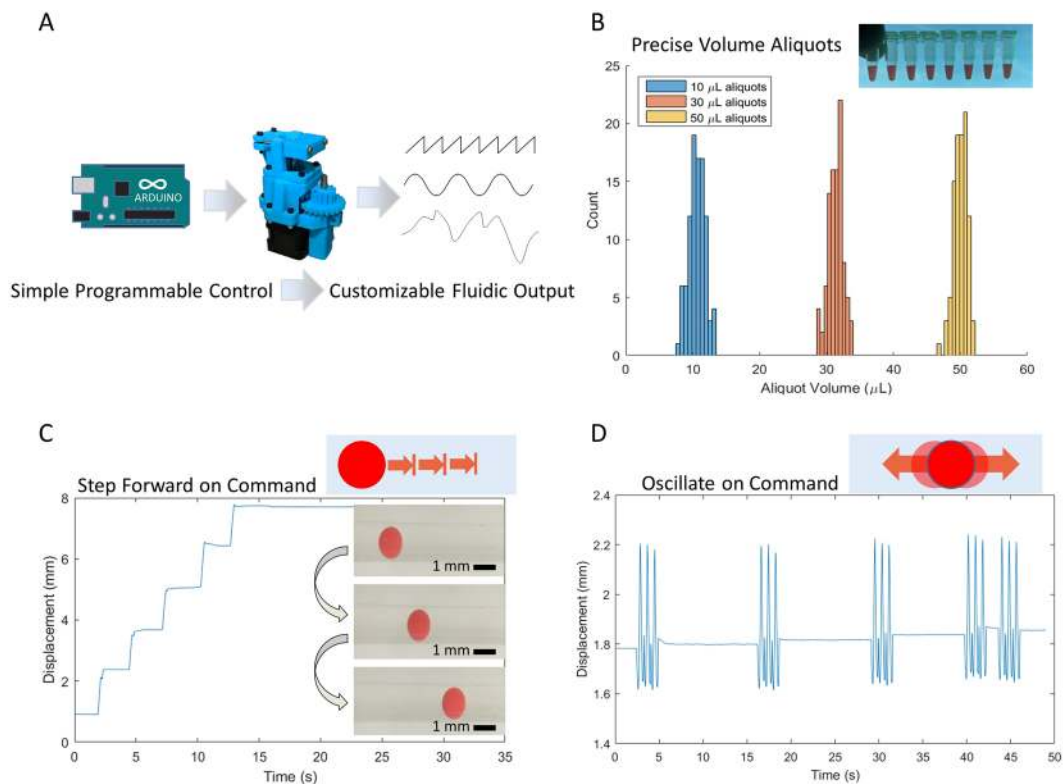 A
ARDUINO
Simple Programmable Control
Customizable Fluidic Output
B
Precise Volume Aliquots
10 μL aliquots
30 μL aliquots
50 μL aliquots
25
20
15
10
5
0
Count
0 10 20 30 40 50 60
Aliquot Volume (μL)
C
Step Forward on Command
8
6
4
2
0
Displacement (mm)
1 mm
1 mm
1 mm
0 5 10 15 20 25 30 35
Time (s)
D
Oscillate on Command
2.4
2.2
2
1.8
1.6
1.4
Displacement (mm)
0 5 10 15 20 25 30 35 40 45 50
Time (s)